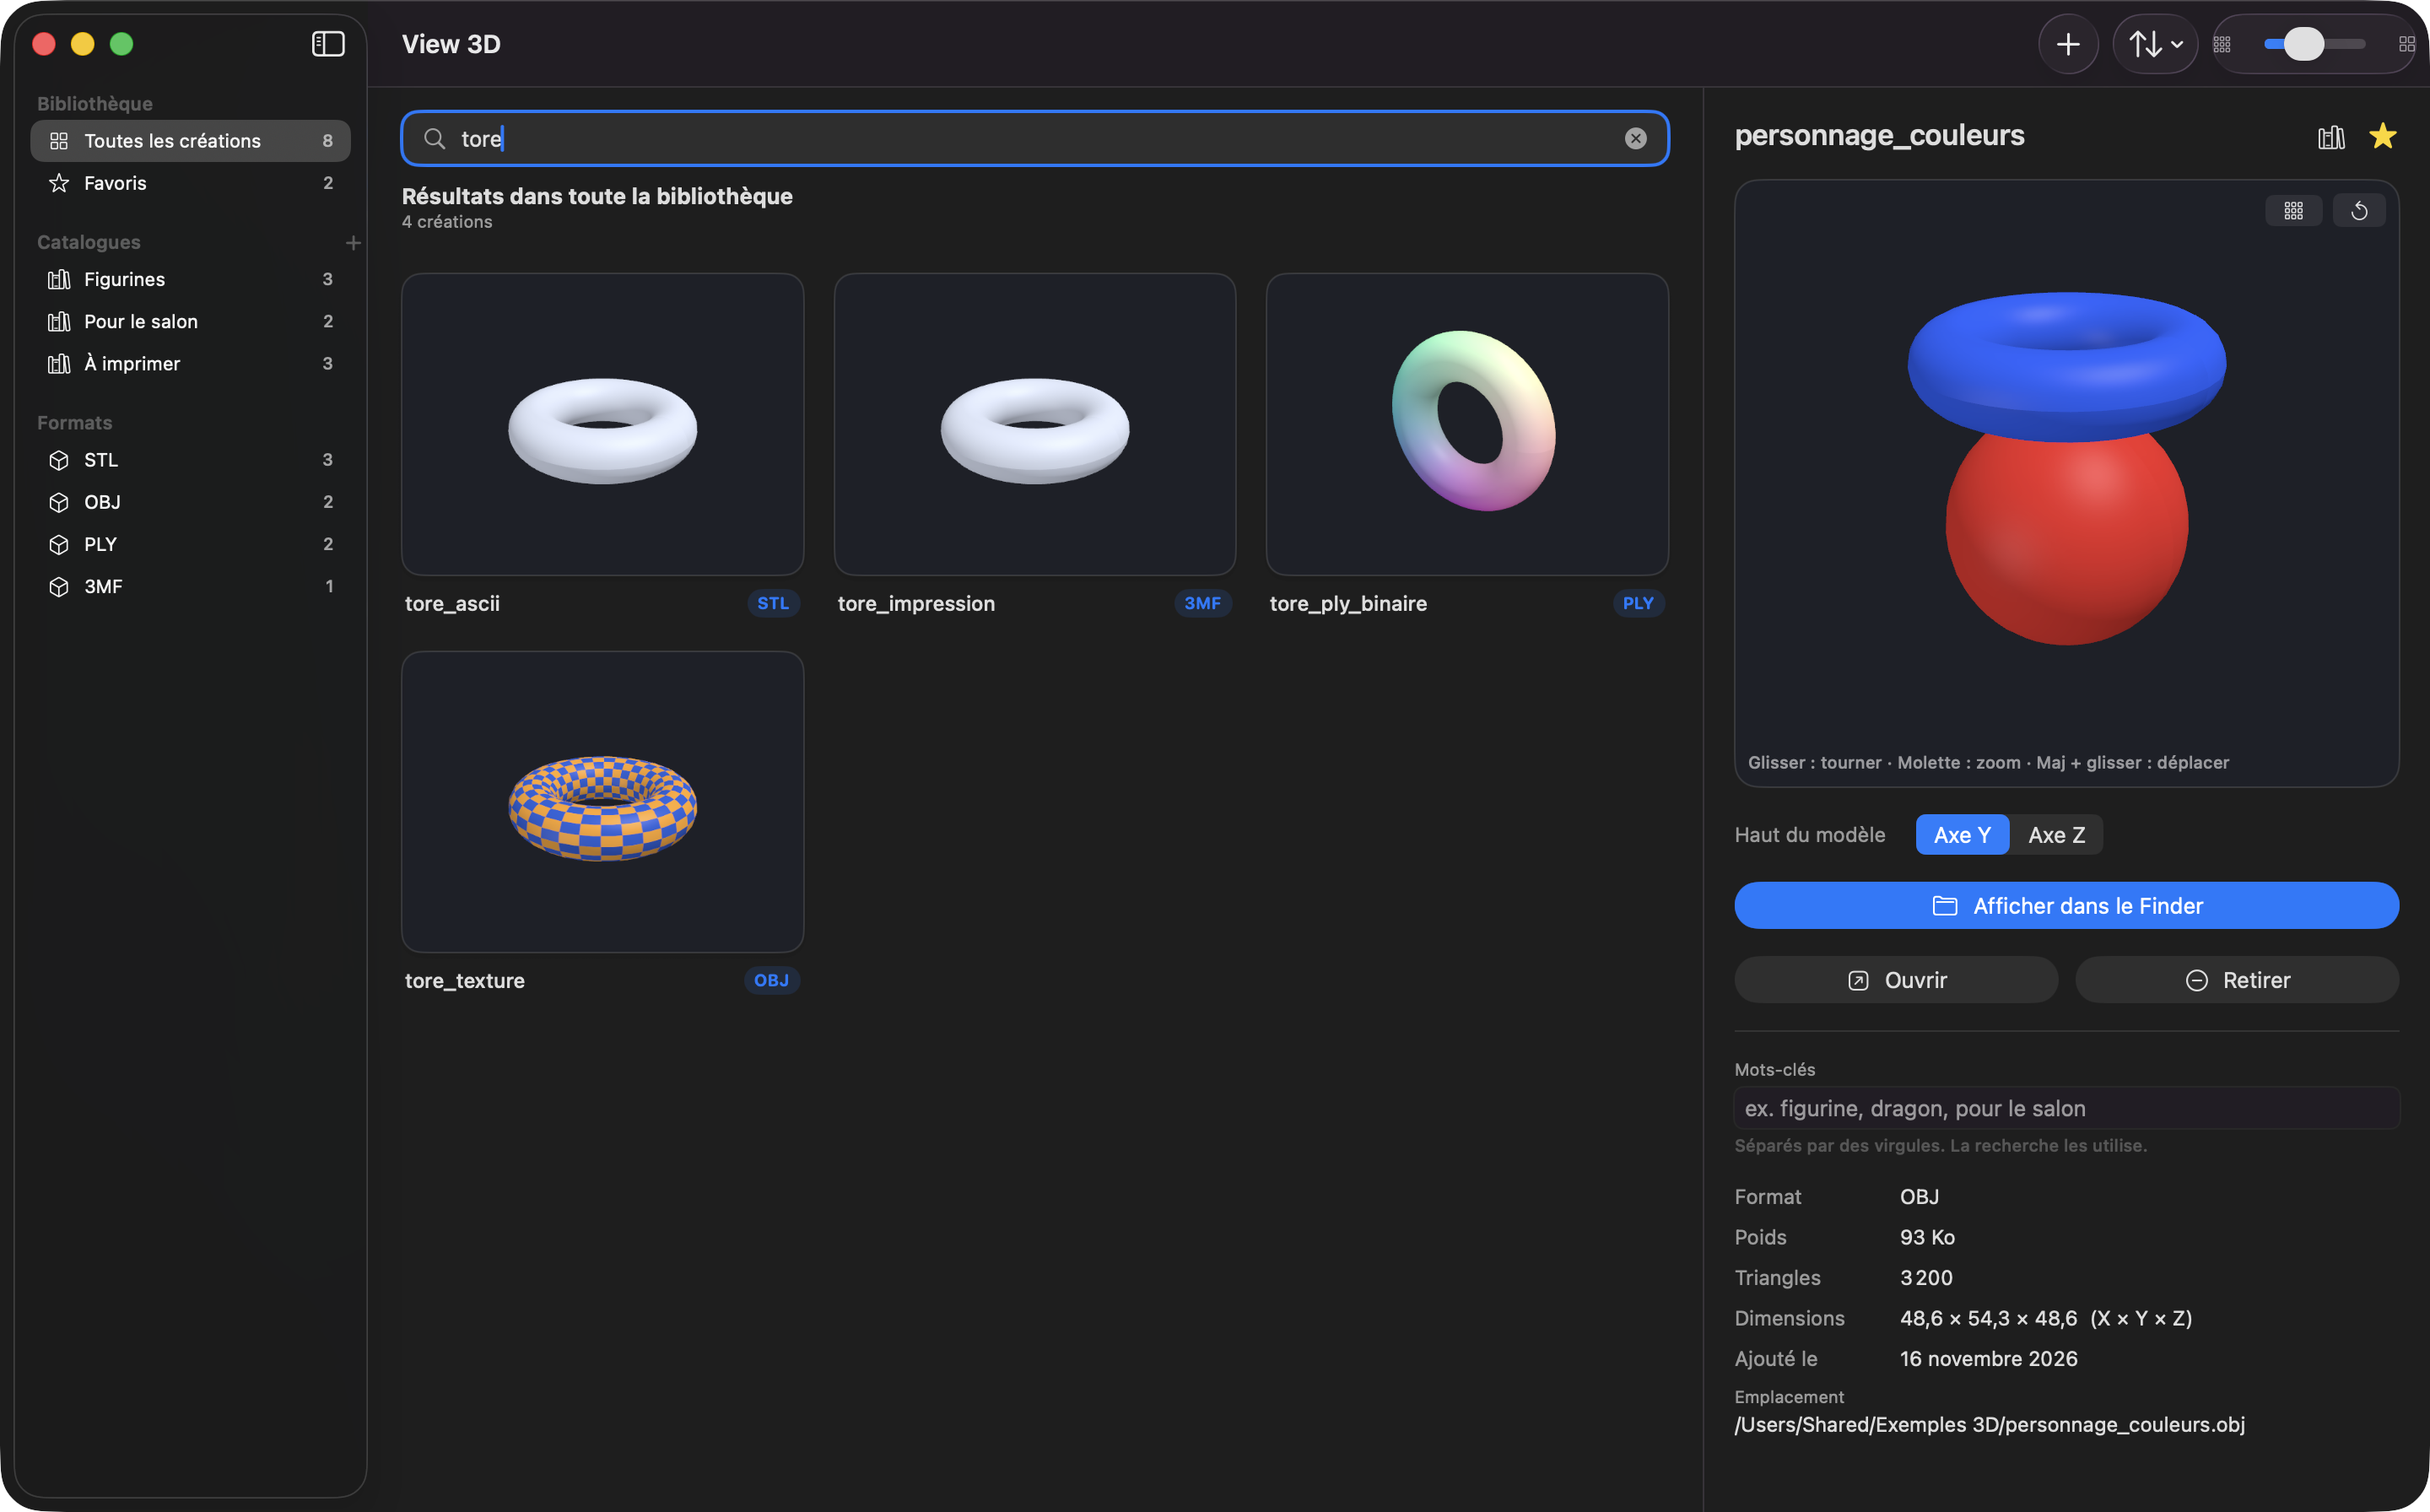 View 3D
Bibliothèque
Toutes les créations 8
Favoris 2
Catalogues
Figurines 3
Pour le salon 2
À imprimer 3
Formats
STL 3
OBJ 2
PLY 2
3MF 1
tore
Résultats dans toute la bibliothèque
4 créations
tore_ascii STL
tore_impression 3MF
tore_ply_binaire PLY
tore_texture OBJ
personnage_couleurs
Glisser : tourner · Molette : zoom · Maj + glisser : déplacer
Haut du modèle Axe Y Axe Z
Afficher dans le Finder
Ouvrir Retirer
Mots-clés
ex. figurine, dragon, pour le salon
Séparés par des virgules. La recherche les utilise.
Format OBJ
Poids 93 Ko
Triangles 3 200
Dimensions 48,6 × 54,3 × 48,6 (X × Y × Z)
Ajouté le 16 novembre 2026
Emplacement
/Users/Shared/Exemples 3D/personnage_couleurs.obj